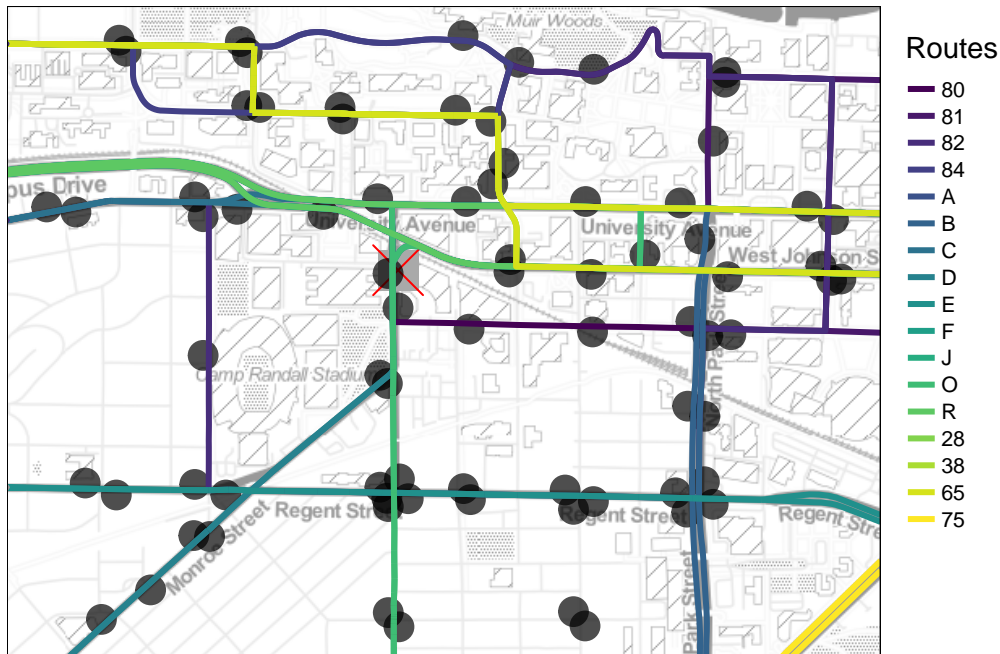 Muir Woods
Routes
80
81
82
84
A
B
C
D
E
F
J
O
R
28
38
65
75
pus Drive
University Avenue
University Avenue
West Johnson S
North Park Street
Camp Randall Stadium
Regent Stre
Regent Street
Regent Stre
Monroe Street
Park Street